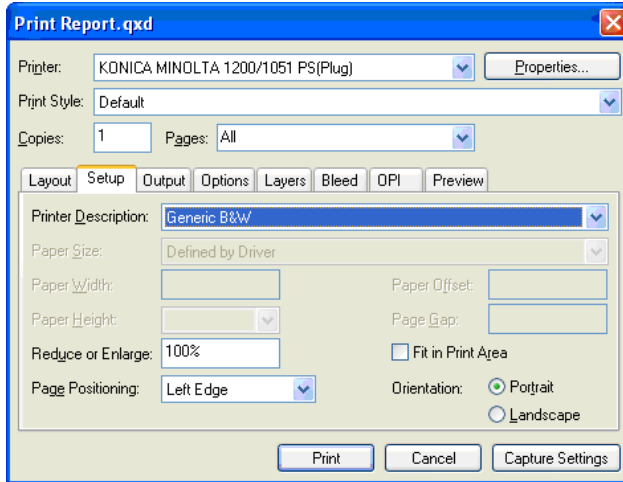 Print Report.qxd
Printer: KONICA MINOLTA 1200/1051 PS(Plug) Properties...
Print Style: Default
Copies: 1 Pages: All
Layout Setup Output Options Layers Bleed OPI Preview
Printer Description: Generic B&W
Paper Size: Defined by Driver
Paper Width: Paper Offset:
Paper Height: Page Gap:
Reduce or Enlarge: 100% Fit in Print Area
Page Positioning: Left Edge Orientation: Portrait
Landscape
Print Cancel Capture Settings